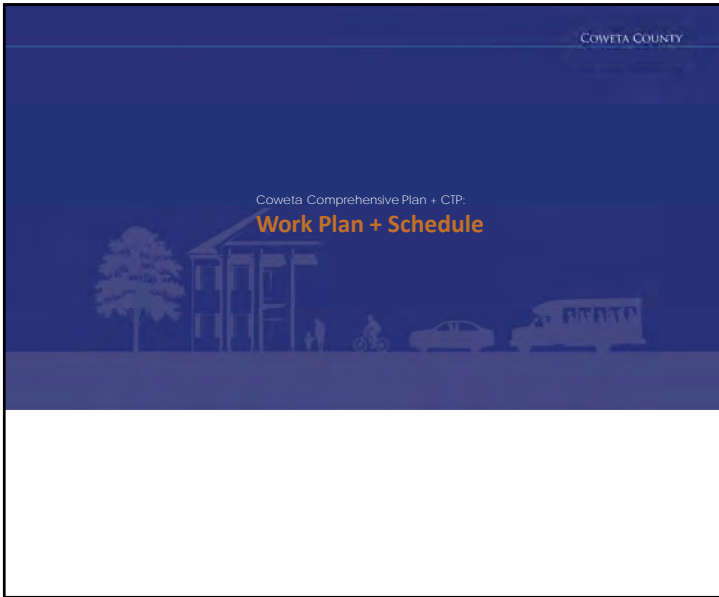 COWETA COUNTY
Coweta Comprehensive Plan + CTP:
Work Plan + Schedule